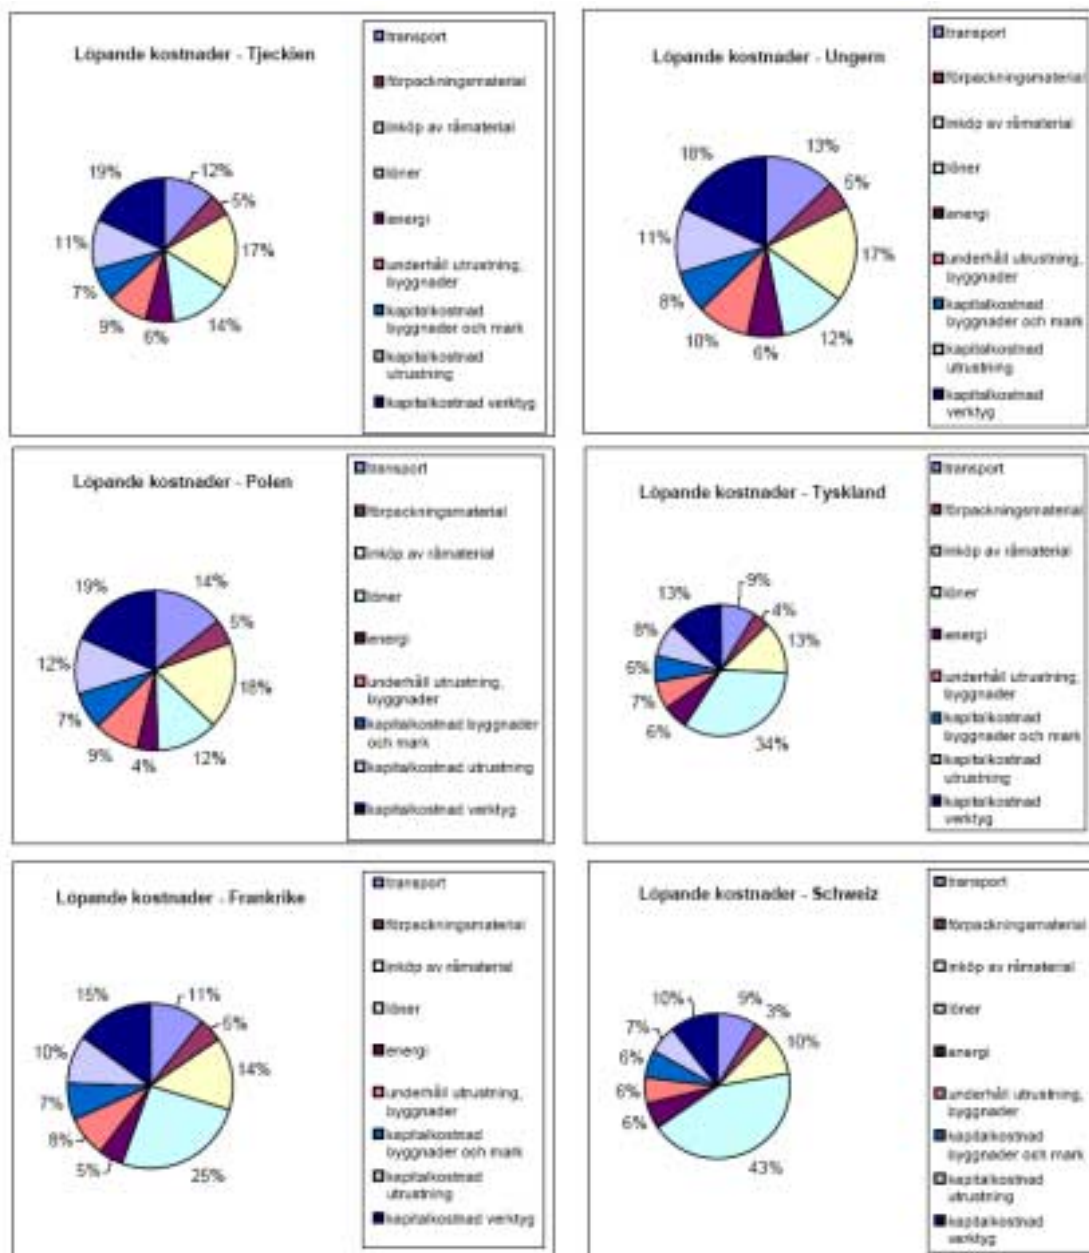 Löpande kostnader - Tjeckien
19%
12%
5%
17%
14%
6%
9%
7%
11%
transport
förpackningsmaterial
inköp av råmaterial
löner
energi
underhåll utrustning,
byggnader
kapitalkostnad
byggnader och mark
kapitalkostnad
utrustning
kapitalkostnad verktyg
Löpande kostnader - Ungern
18%
13%
5%
17%
12%
6%
10%
8%
11%
transport
förpackningsmaterial
inköp av råmaterial
löner
energi
underhåll utrustning,
byggnader
kapitalkostnad
byggnader och mark
kapitalkostnad
utrustning
kapitalkostnad
verktyg
Löpande kostnader - Polen
19%
14%
5%
18%
12%
4%
9%
7%
12%
transport
förpackningsmaterial
inköp av råmaterial
löner
energi
underhåll utrustning,
byggnader
kapitalkostnad byggnader
och mark
kapitalkostnad utrustning
kapitalkostnad verktyg
Löpande kostnader - Tyskland
13%
9%
4%
13%
34%
6%
7%
6%
8%
transport
förpackningsmaterial
inköp av råmaterial
löner
energi
underhåll utrustning,
byggnader
kapitalkostnad
byggnader och mark
kapitalkostnad
utrustning
kapitalkostnad
verktyg
Löpande kostnader - Frankrike
15%
11%
5%
14%
25%
5%
8%
7%
10%
transport
förpackningsmaterial
inköp av råmaterial
löner
energi
underhåll utrustning,
byggnader
kapitalkostnad
byggnader och mark
kapitalkostnad
utrustning
kapitalkostnad verktyg
Löpande kostnader - Schweiz
10%
9%
3%
10%
43%
6%
6%
6%
7%
transport
förpackningsmaterial
inköp av råmaterial
löner
energi
underhåll utrustning,
byggnader
kapitalkostnad
byggnader och mark
kapitalkostnad
utrustning
kapitalkostnad
verktyg